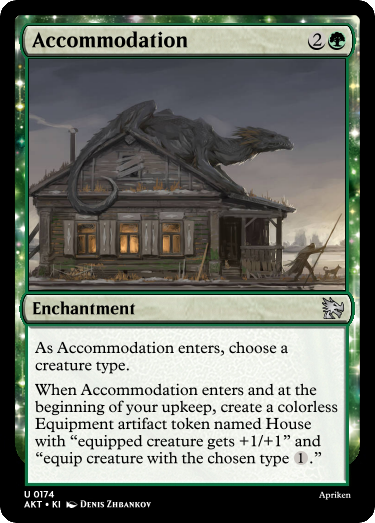 Accommodation 2
Enchantment
As Accommodation enters, choose a
creature type.
When Accommodation enters and at the
beginning of your upkeep, create a colorless
Equipment artifact token named House
with “equipped creature gets +1/+1” and
“equip creature with the chosen type 1.”
U 0174
AKT • KI Denis Zhbankov
Apriken